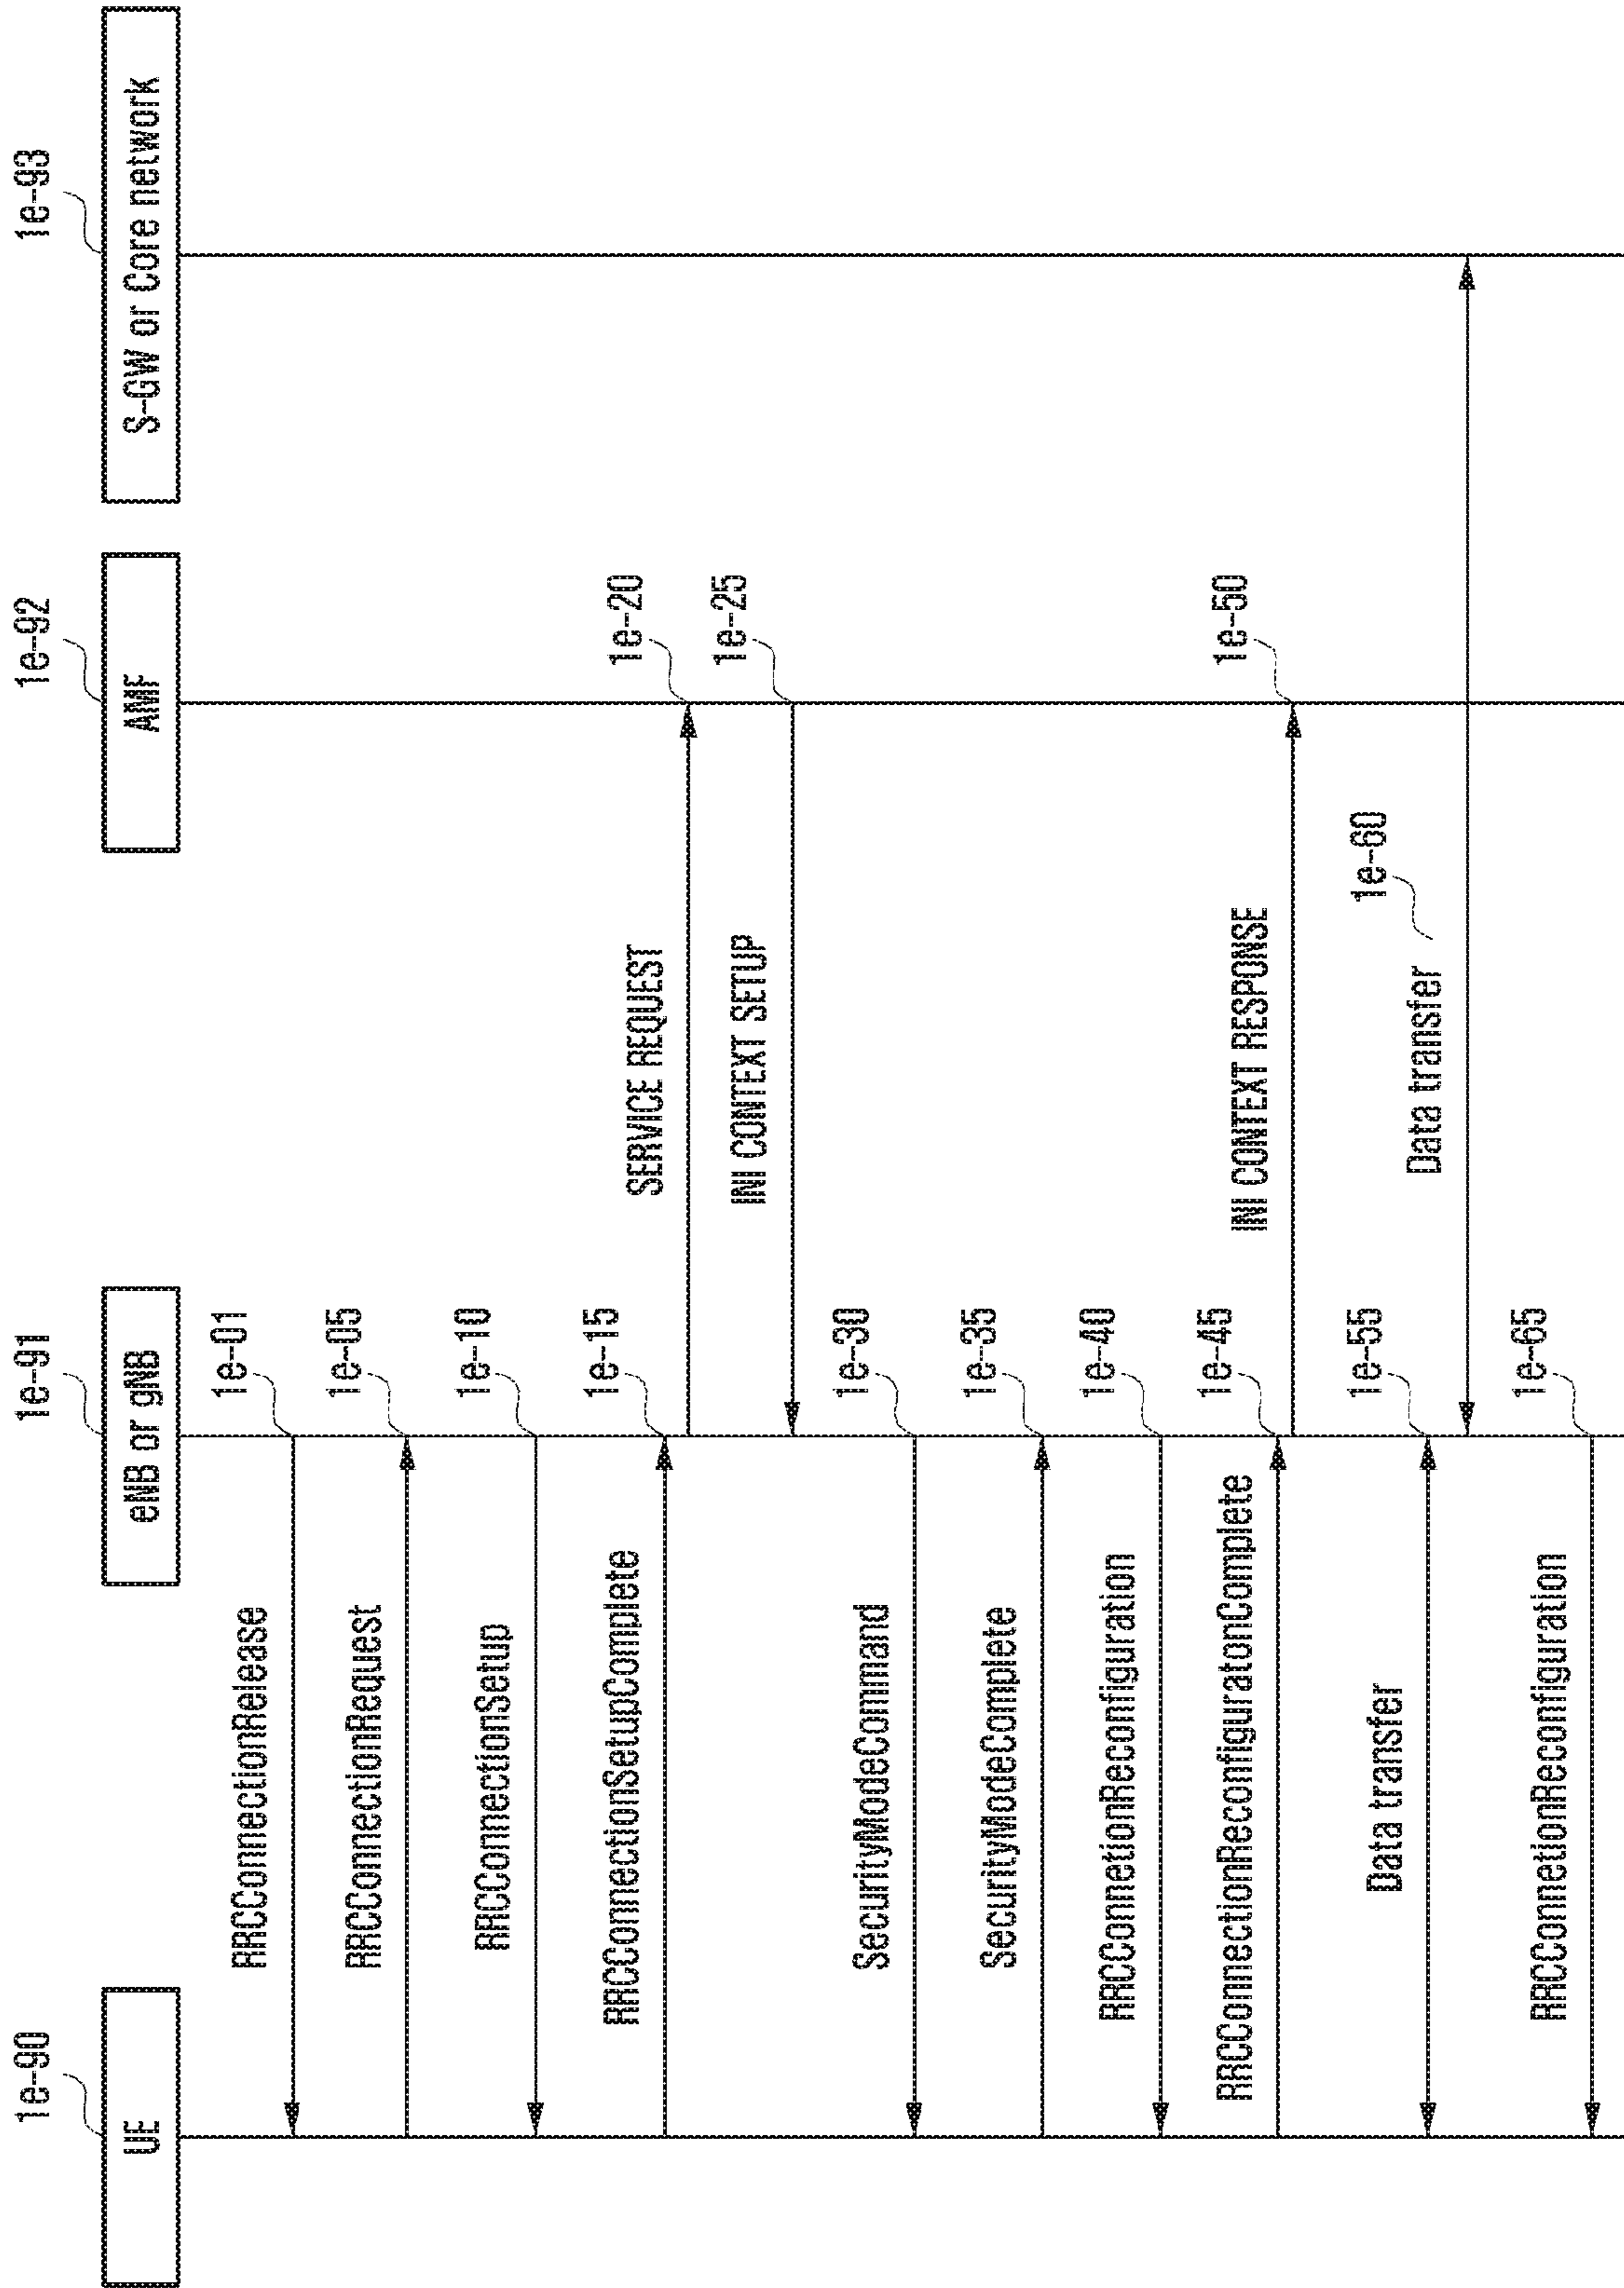 1e-90
1e-91
1e-92
1e-93
UE
eNB or gNB
AMF
S-GW or Core network
RRCConnectionRelease
1e-01
RRCConnectionRequest
1e-05
RRCConnectionSetup
1e-10
RRCConnectionSetupComplete
1e-15
SERVICE REQUEST
1e-20
INI CONTEXT SETUP
1e-25
SecurityModeCommand
1e-30
SecurityModeComplete
1e-35
RRCConnetionReconfiguration
1e-40
RRCConnectionReconfiguratonComplete
1e-45
INI CONTEXT RESPONSE
1e-50
Data transfer
1e-55
Data transfer
1e-60
RRCConnetionReconfiguration
1e-65